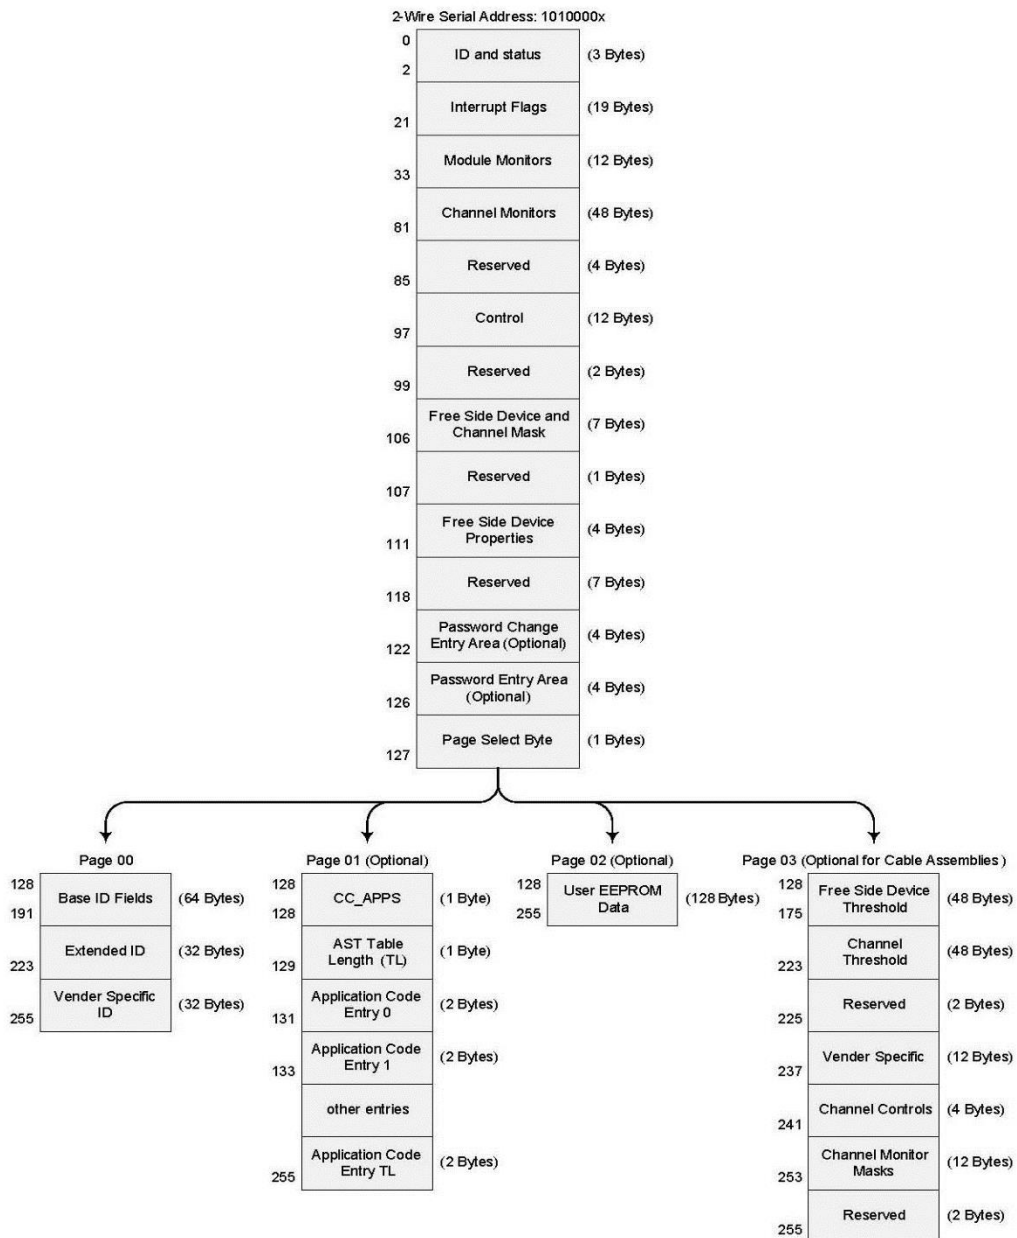 2-Wire Serial Address: 1010000x
0
ID and status (3 Bytes)
2
Interrupt Flags (19 Bytes)
21
Module Monitors (12 Bytes)
33
Channel Monitors (48 Bytes)
81
Reserved (4 Bytes)
85
Control (12 Bytes)
97
Reserved (2 Bytes)
99
Free Side Device and
Channel Mask (7 Bytes)
106
Reserved (1 Bytes)
107
Free Side Device
Properties (4 Bytes)
111
Reserved (7 Bytes)
118
Password Change
Entry Area (Optional) (4 Bytes)
122
Password Entry Area
(Optional) (4 Bytes)
126
Page Select Byte (1 Bytes)
127
Page 00
128
Base ID Fields (64 Bytes)
191
Extended ID (32 Bytes)
223
Vender Specific
ID (32 Bytes)
255
Page 01 (Optional)
128
CC_APPS (1 Byte)
128
AST Table
Length (TL) (1 Byte)
129
Application Code
Entry 0 (2 Bytes)
131
Application Code
Entry 1 (2 Bytes)
133
other entries
Application Code
Entry TL (2 Bytes)
255
Page 02 (Optional)
128
User EEPROM
Data (128 Bytes)
255
Page 03 (Optional for Cable Assemblies)
128
Free Side Device
Threshold (48 Bytes)
175
Channel
Threshold (48 Bytes)
223
Reserved (2 Bytes)
225
Vender Specific (12 Bytes)
237
Channel Controls (4 Bytes)
241
Channel Monitor
Masks (12 Bytes)
253
Reserved (2 Bytes)
255